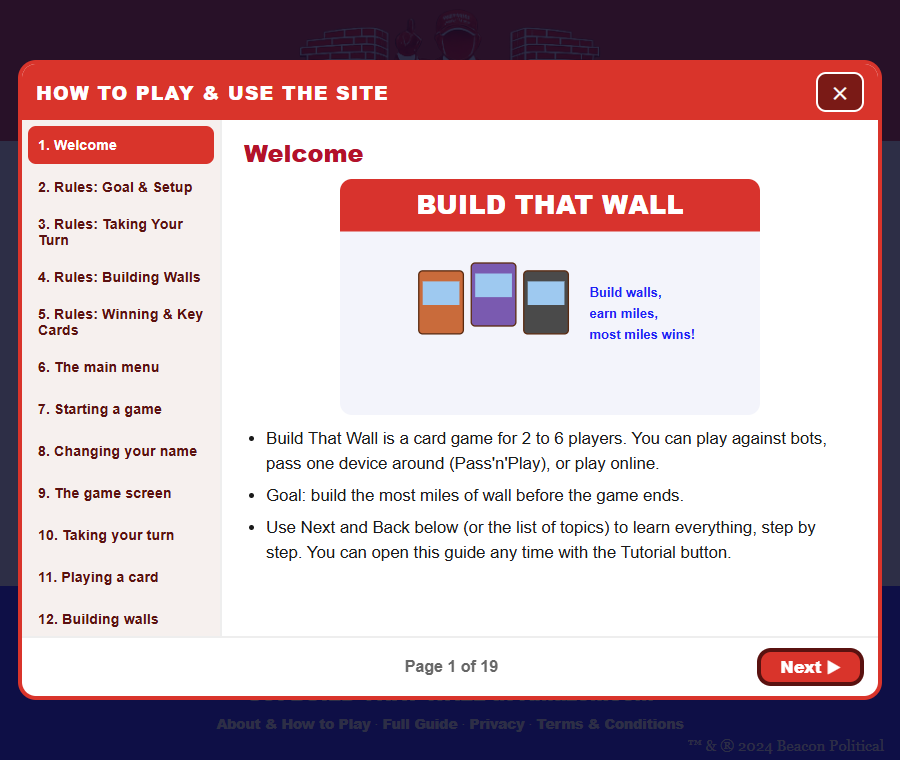 HOW TO PLAY & USE THE SITE
✕
1. Welcome
2. Rules: Goal & Setup
3. Rules: Taking Your
Turn
4. Rules: Building Walls
5. Rules: Winning & Key
Cards
6. The main menu
7. Starting a game
8. Changing your name
9. The game screen
10. Taking your turn
11. Playing a card
12. Building walls
Welcome
BUILD THAT WALL
Build walls,
earn miles,
most miles wins!
• Build That Wall is a card game for 2 to 6 players. You can play against bots,
pass one device around (Pass'n'Play), or play online.
• Goal: build the most miles of wall before the game ends.
• Use Next and Back below (or the list of topics) to learn everything, step by
step. You can open this guide any time with the Tutorial button.
Page 1 of 19
Next ▶
About & How to Play · Full Guide · Privacy · Terms & Conditions
™ & ® 2024 Beacon Political